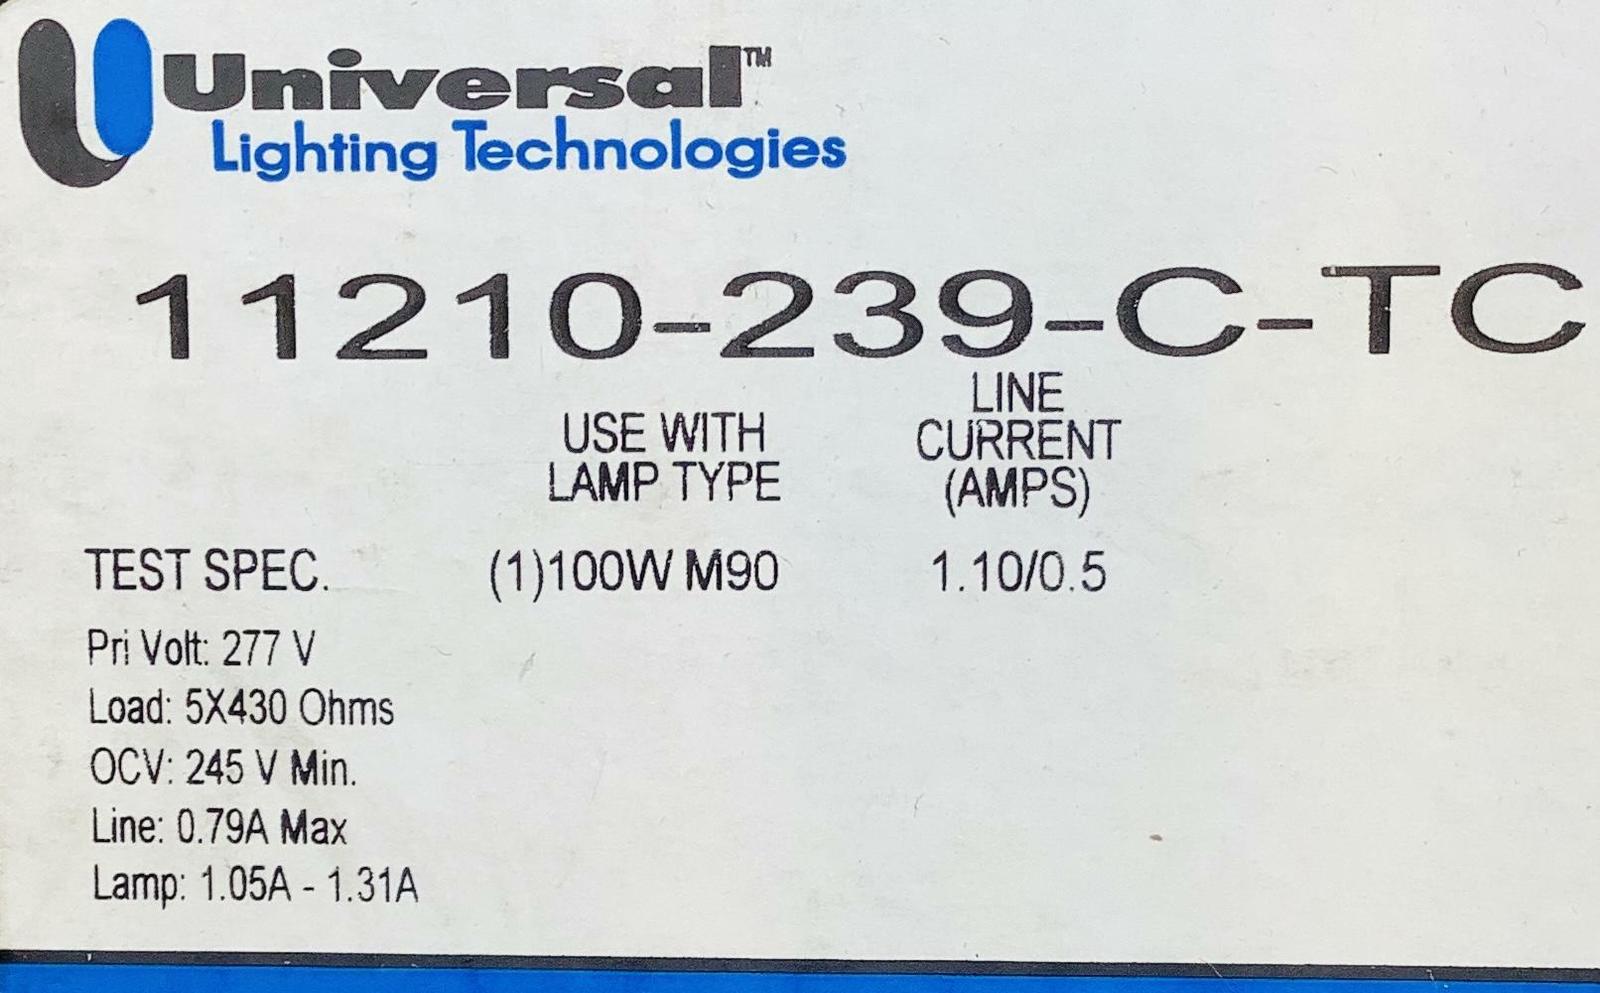 Universal™
Lighting Technologies
11210-239-C-TC
USE WITH
LAMP TYPE
LINE
CURRENT
(AMPS)
TEST SPEC. (1)100W M90 1.10/0.5
Pri Volt: 277 V
Load: 5X430 Ohms
OCV: 245 V Min.
Line: 0.79A Max
Lamp: 1.05A - 1.31A